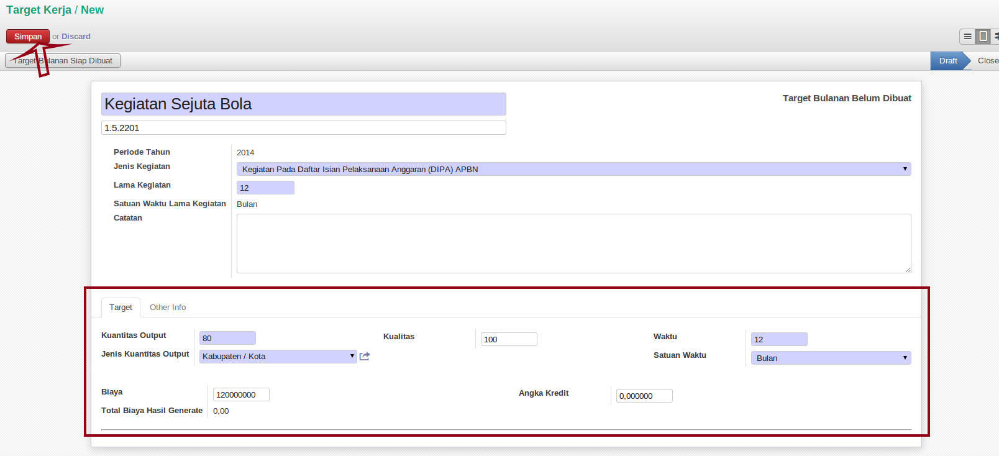 Target Kerja / New
Simpan or Discard
Target Bulanan Siap Dibuat
Draft
Close
Kegiatan Sejuta Bola
Target Bulanan Belum Dibuat
1.5.2201
Periode Tahun 2014
Jenis Kegiatan Kegiatan Pada Daftar Isian Pelaksanaan Anggaran (DIPA) APBN
Lama Kegiatan 12
Satuan Waktu Lama Kegiatan Bulan
Catatan
Target Other Info
Kuantitas Output 80 Kualitas 100 Waktu 12
Jenis Kuantitas Output Kabupaten / Kota Satuan Waktu Bulan
Biaya 120000000 Angka Kredit 0,000000
Total Biaya Hasil Generate 0,00